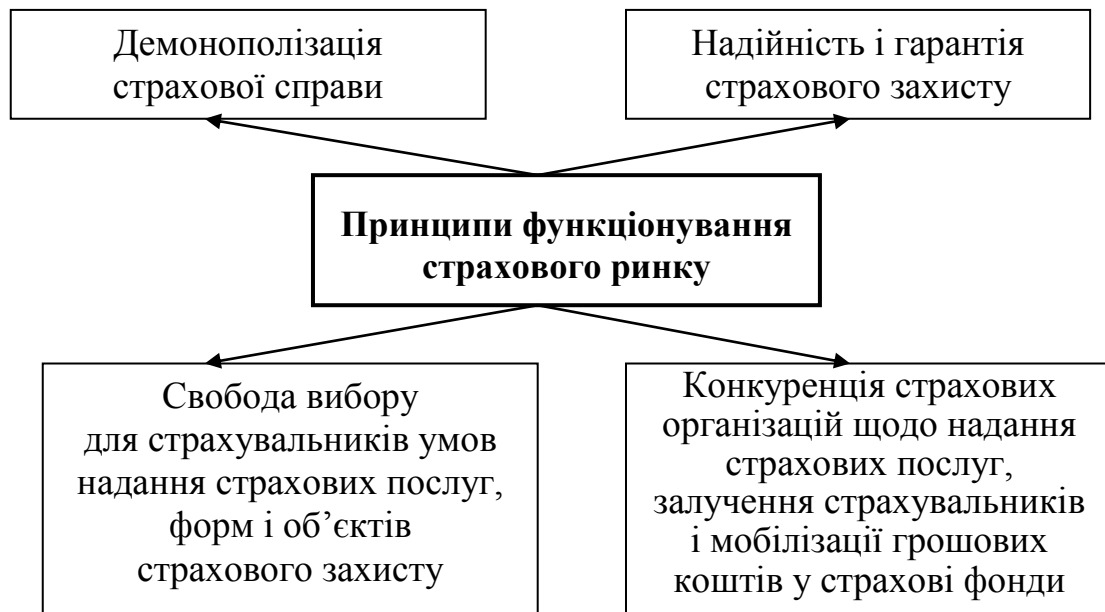 Демонополізація
страхової справи
Надійність і гарантія
страхового захисту
Принципи функціонування
страхового ринку
Свобода вибору
для страхувальників умов
надання страхових послуг,
форм і об’єктів
страхового захисту
Конкуренція страхових
організацій щодо надання
страхових послуг,
залучення страхувальників
і мобілізації грошових
коштів у страхові фонди